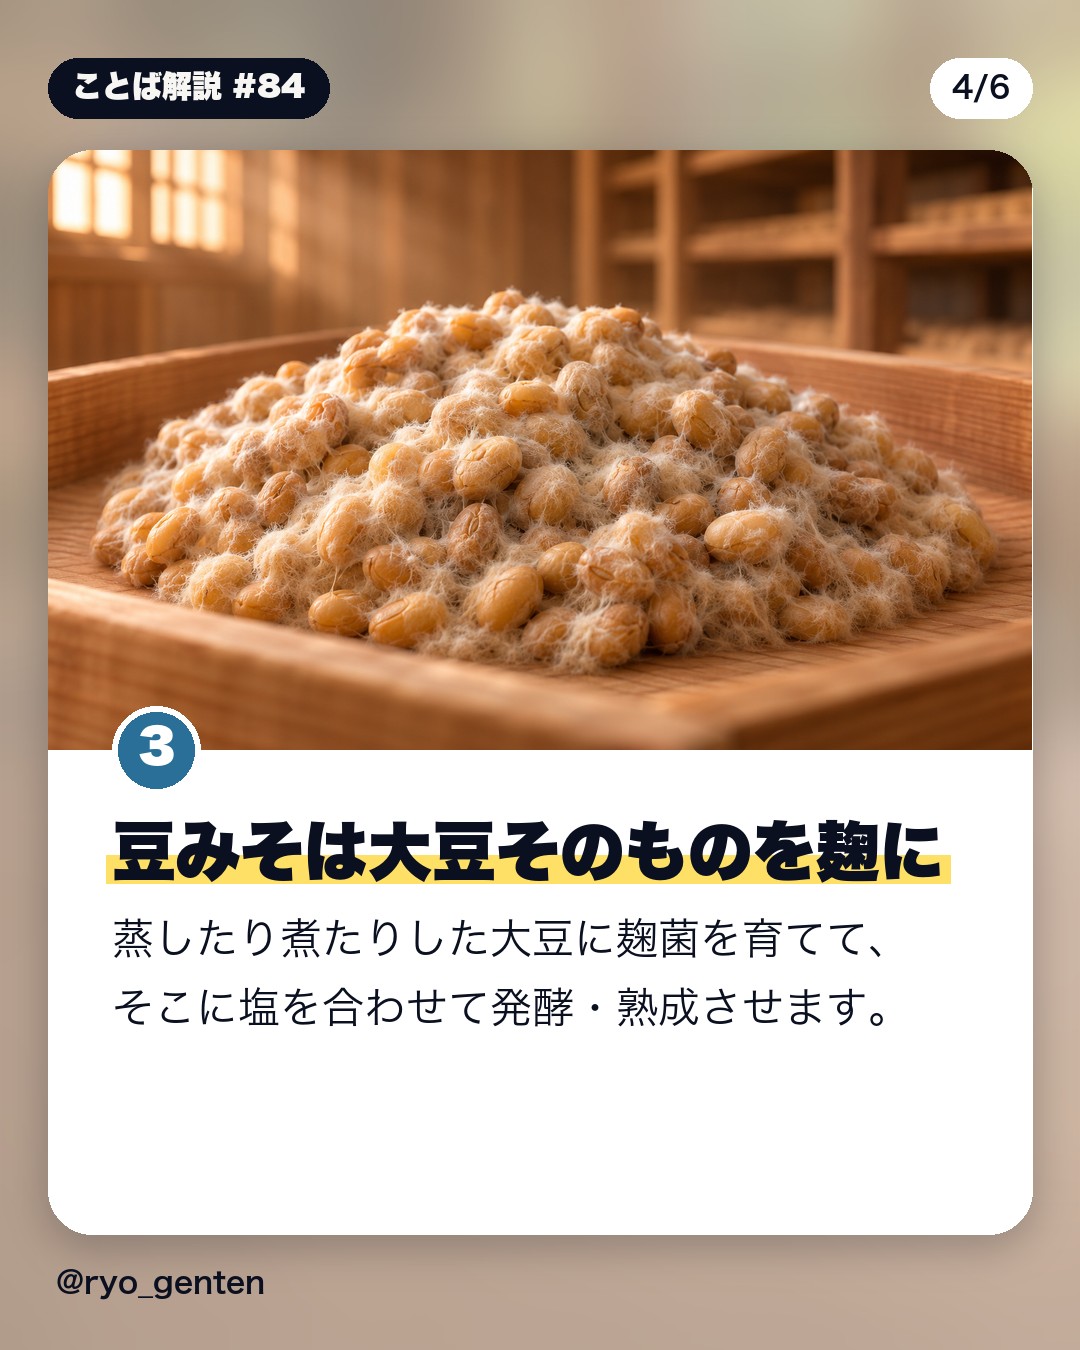 ことば解説 #84
4/6
3
豆みそは大豆そのものを麹に
蒸したり煮たりした大豆に麹菌を育てて、
そこに塩を合わせて発酵・熟成させます。
@ryo_genten